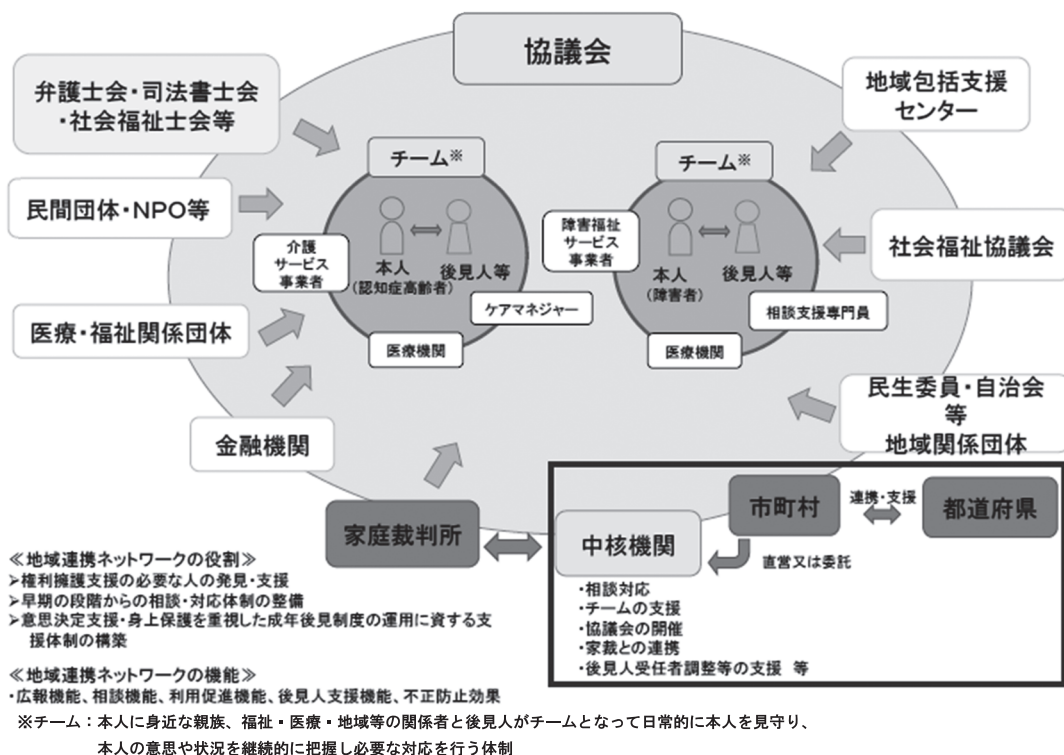 協議会
弁護士会・司法書士会
・社会福祉士会等
地域包括支援
センター
チーム※
チーム※
民間団体・NPO等
介護
サービス
事業者
本人
(認知症高齢者)
後見人等
障害福祉
サービス
事業者
本人
(障害者)
後見人等
社会福祉協議会
ケアマネジャー
相談支援専門員
医療・福祉関係団体
医療機関
医療機関
金融機関
民生委員・自治会
等
地域関係団体
家庭裁判所
中核機関
市町村
連携・支援
都道府県
直営又は委託
・相談対応
・チームの支援
・協議会の開催
・家裁との連携
・後見人受任者調整等の支援 等
≪地域連携ネットワークの役割≫
➢権利擁護支援の必要な人の発見・支援
➢早期の段階からの相談・対応体制の整備
➢意思決定支援・身上保護を重視した成年後見制度の運用に資する支
援体制の構築
≪地域連携ネットワークの機能≫
・広報機能、相談機能、利用促進機能、後見人支援機能、不正防止効果
※チーム：本人に身近な親族、福祉・医療・地域等の関係者と後見人がチームとなって日常的に本人を見守り、
本人の意思や状況を継続的に把握し必要な対応を行う体制